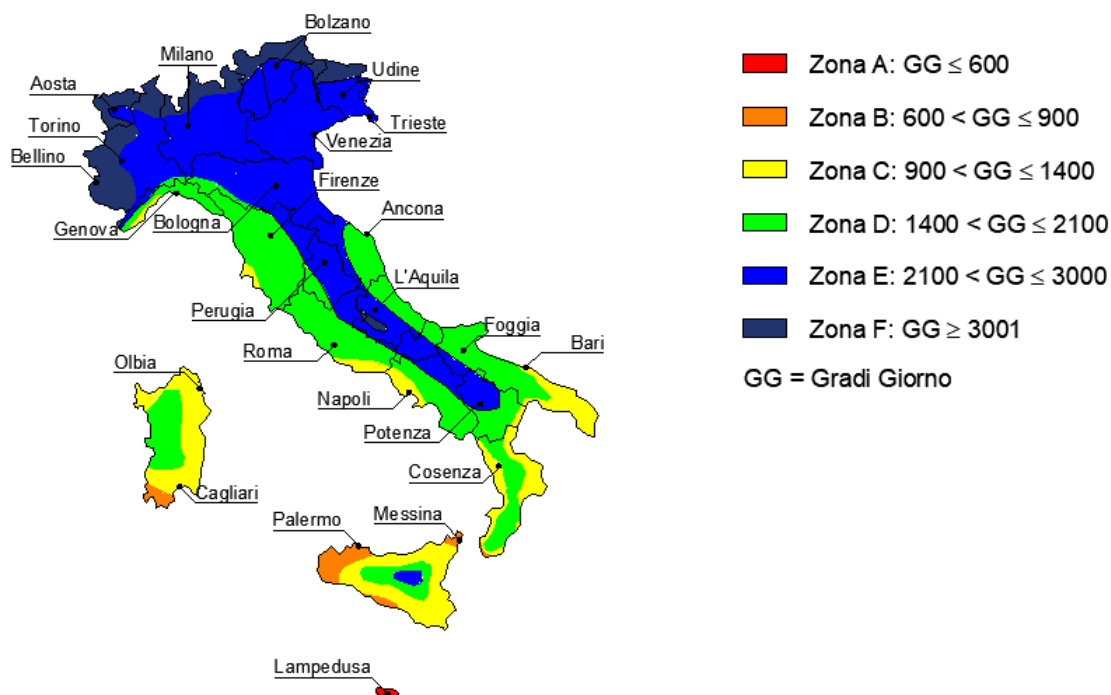 Bolzano
Milano
Udine
Aosta
Torino
Trieste
Venezia
Bellino
Firenze
Ancona
Genova
Bologna
L'Aquila
Perugia
Foggia
Roma
Bari
Olbia
Napoli
Potenza
Cosenza
Cagliari
Messina
Palermo
Lampedusa
Zona A: GG ≤ 600
Zona B: 600 < GG ≤ 900
Zona C: 900 < GG ≤ 1400
Zona D: 1400 < GG ≤ 2100
Zona E: 2100 < GG ≤ 3000
Zona F: GG ≥ 3001
GG = Gradi Giorno